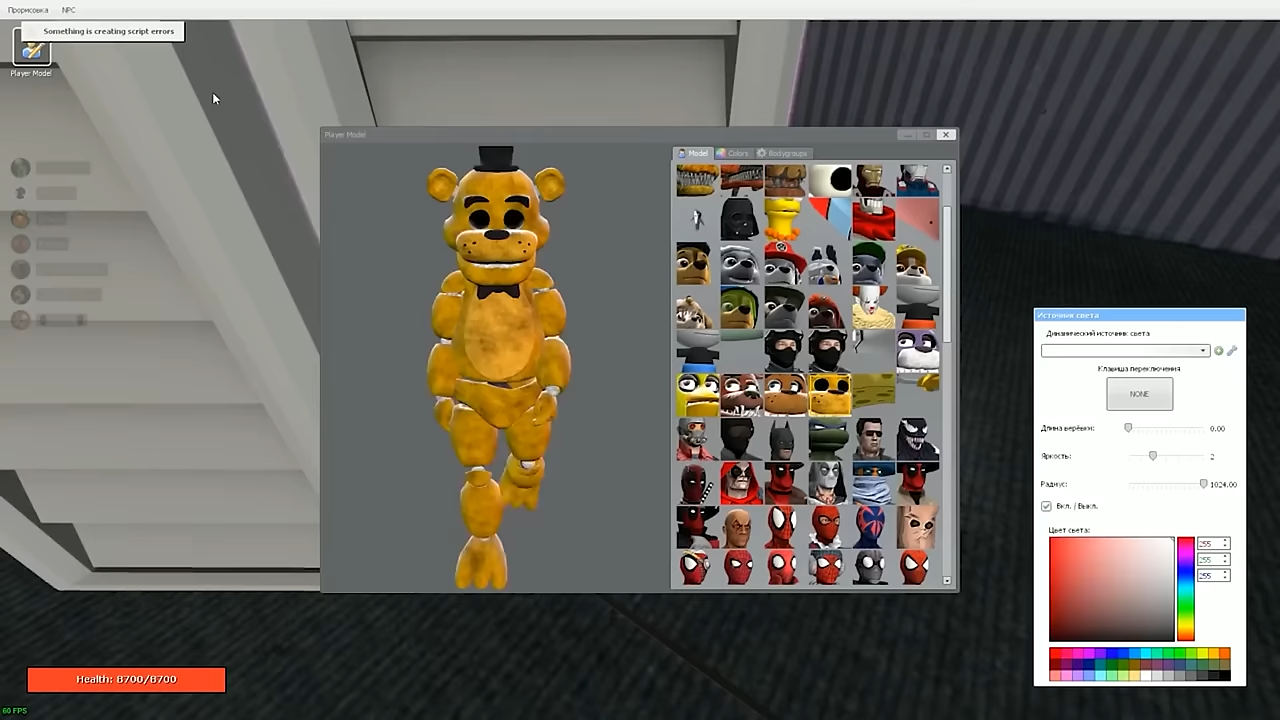 Прорисовка NPC
Something is creating script errors
Player Model
Player Model
Model Colors Bodygroups
Источник света
Динамический источник света
Клавиша переключения
NONE
Длина верёвки: 0.00
Яркость: 2
Радиус: 1024.00
Вкл. / Выкл.
Цвет света:
255
255
255
Health: 8700/8700
60 FPS